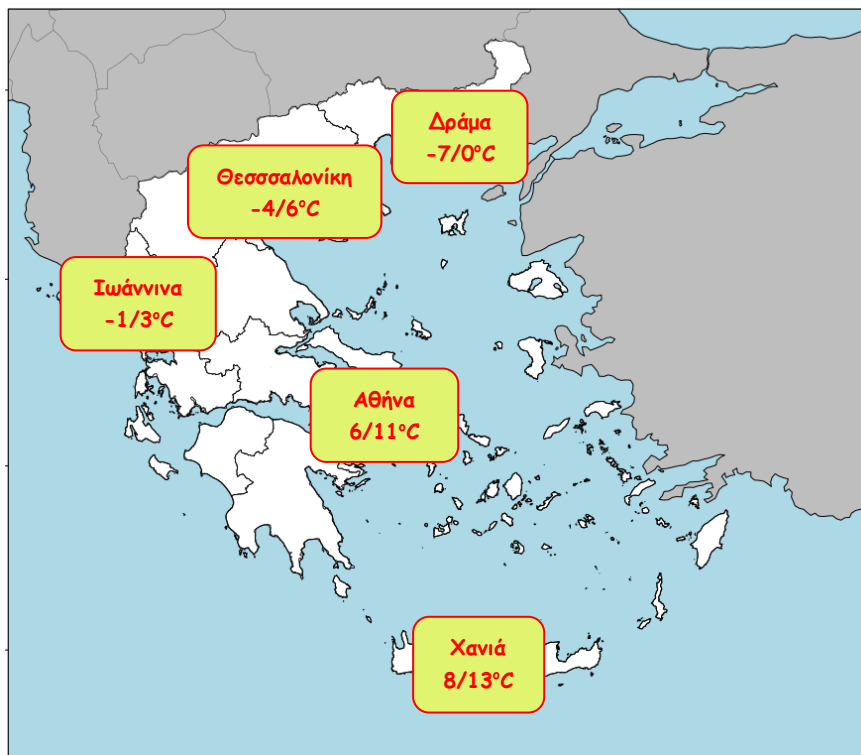 Δράμα
-7/0°C
Θεσσσαλονίκη
-4/6°C
Ιωάννινα
-1/3°C
Αθήνα
6/11°C
Χανιά
8/13°C